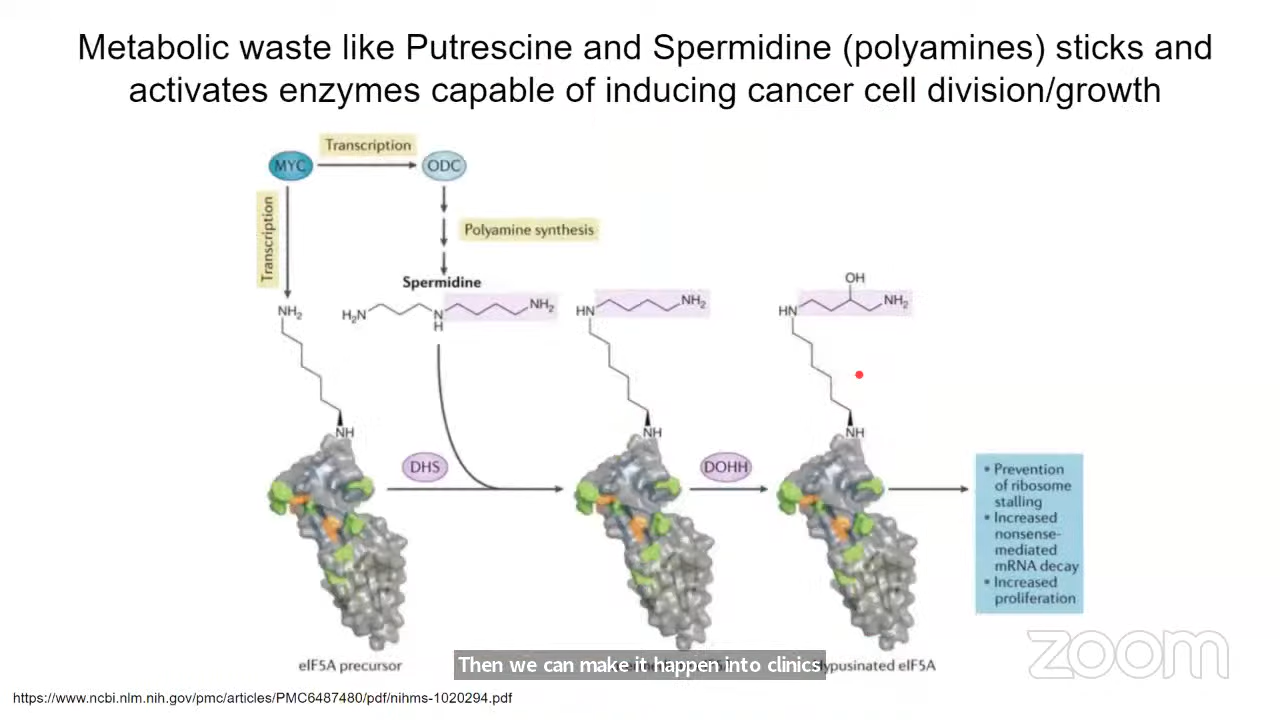 Metabolic waste like Putrescine and Spermidine (polyamines) sticks and
activates enzymes capable of inducing cancer cell division/growth
Transcription
MYC
ODC
Transcription
Polyamine synthesis
Spermidine
NH2
H2N
N
H
NH2
HN
NH2
OH
HN
NH2
NH
NH
NH
DHS
DOHH
• Prevention
of ribosome
stalling
• Increased
nonsense-
mediated
mRNA decay
• Increased
proliferation
eIF5A precursor
Then we can make it happen into clinics
eIF5A
zoom
https://www.ncbi.nlm.nih.gov/pmc/articles/PMC6487480/pdf/nihms-1020294.pdf